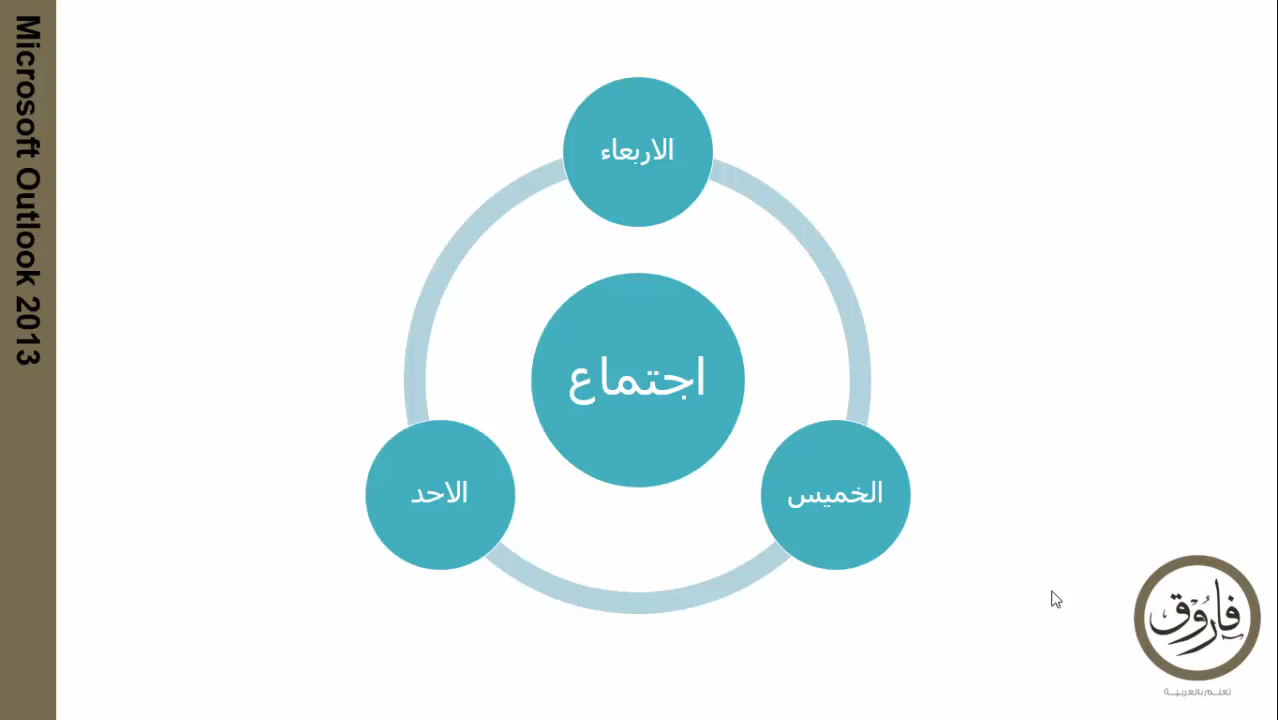 Microsoft Outlook 2013
الاربعاء
اجتماع
الخميس
الاحد
فاروق
تعلم بالعربية